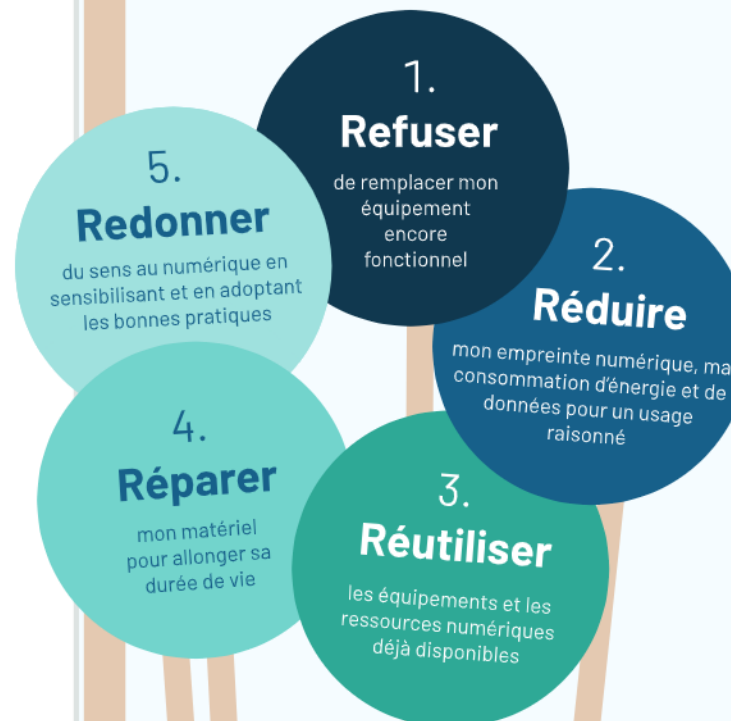 1.
Refuser
de remplacer mon
équipement
encore
fonctionnel
2.
Réduire
mon empreinte numérique, ma
consommation d'énergie et de
données pour un usage
raisonné
3.
Réutiliser
les équipements et les
ressources numériques
déjà disponibles
4.
Réparer
mon matériel
pour allonger sa
durée de vie
5.
Redonner
du sens au numérique en
sensibilisant et en adoptant
les bonnes pratiques